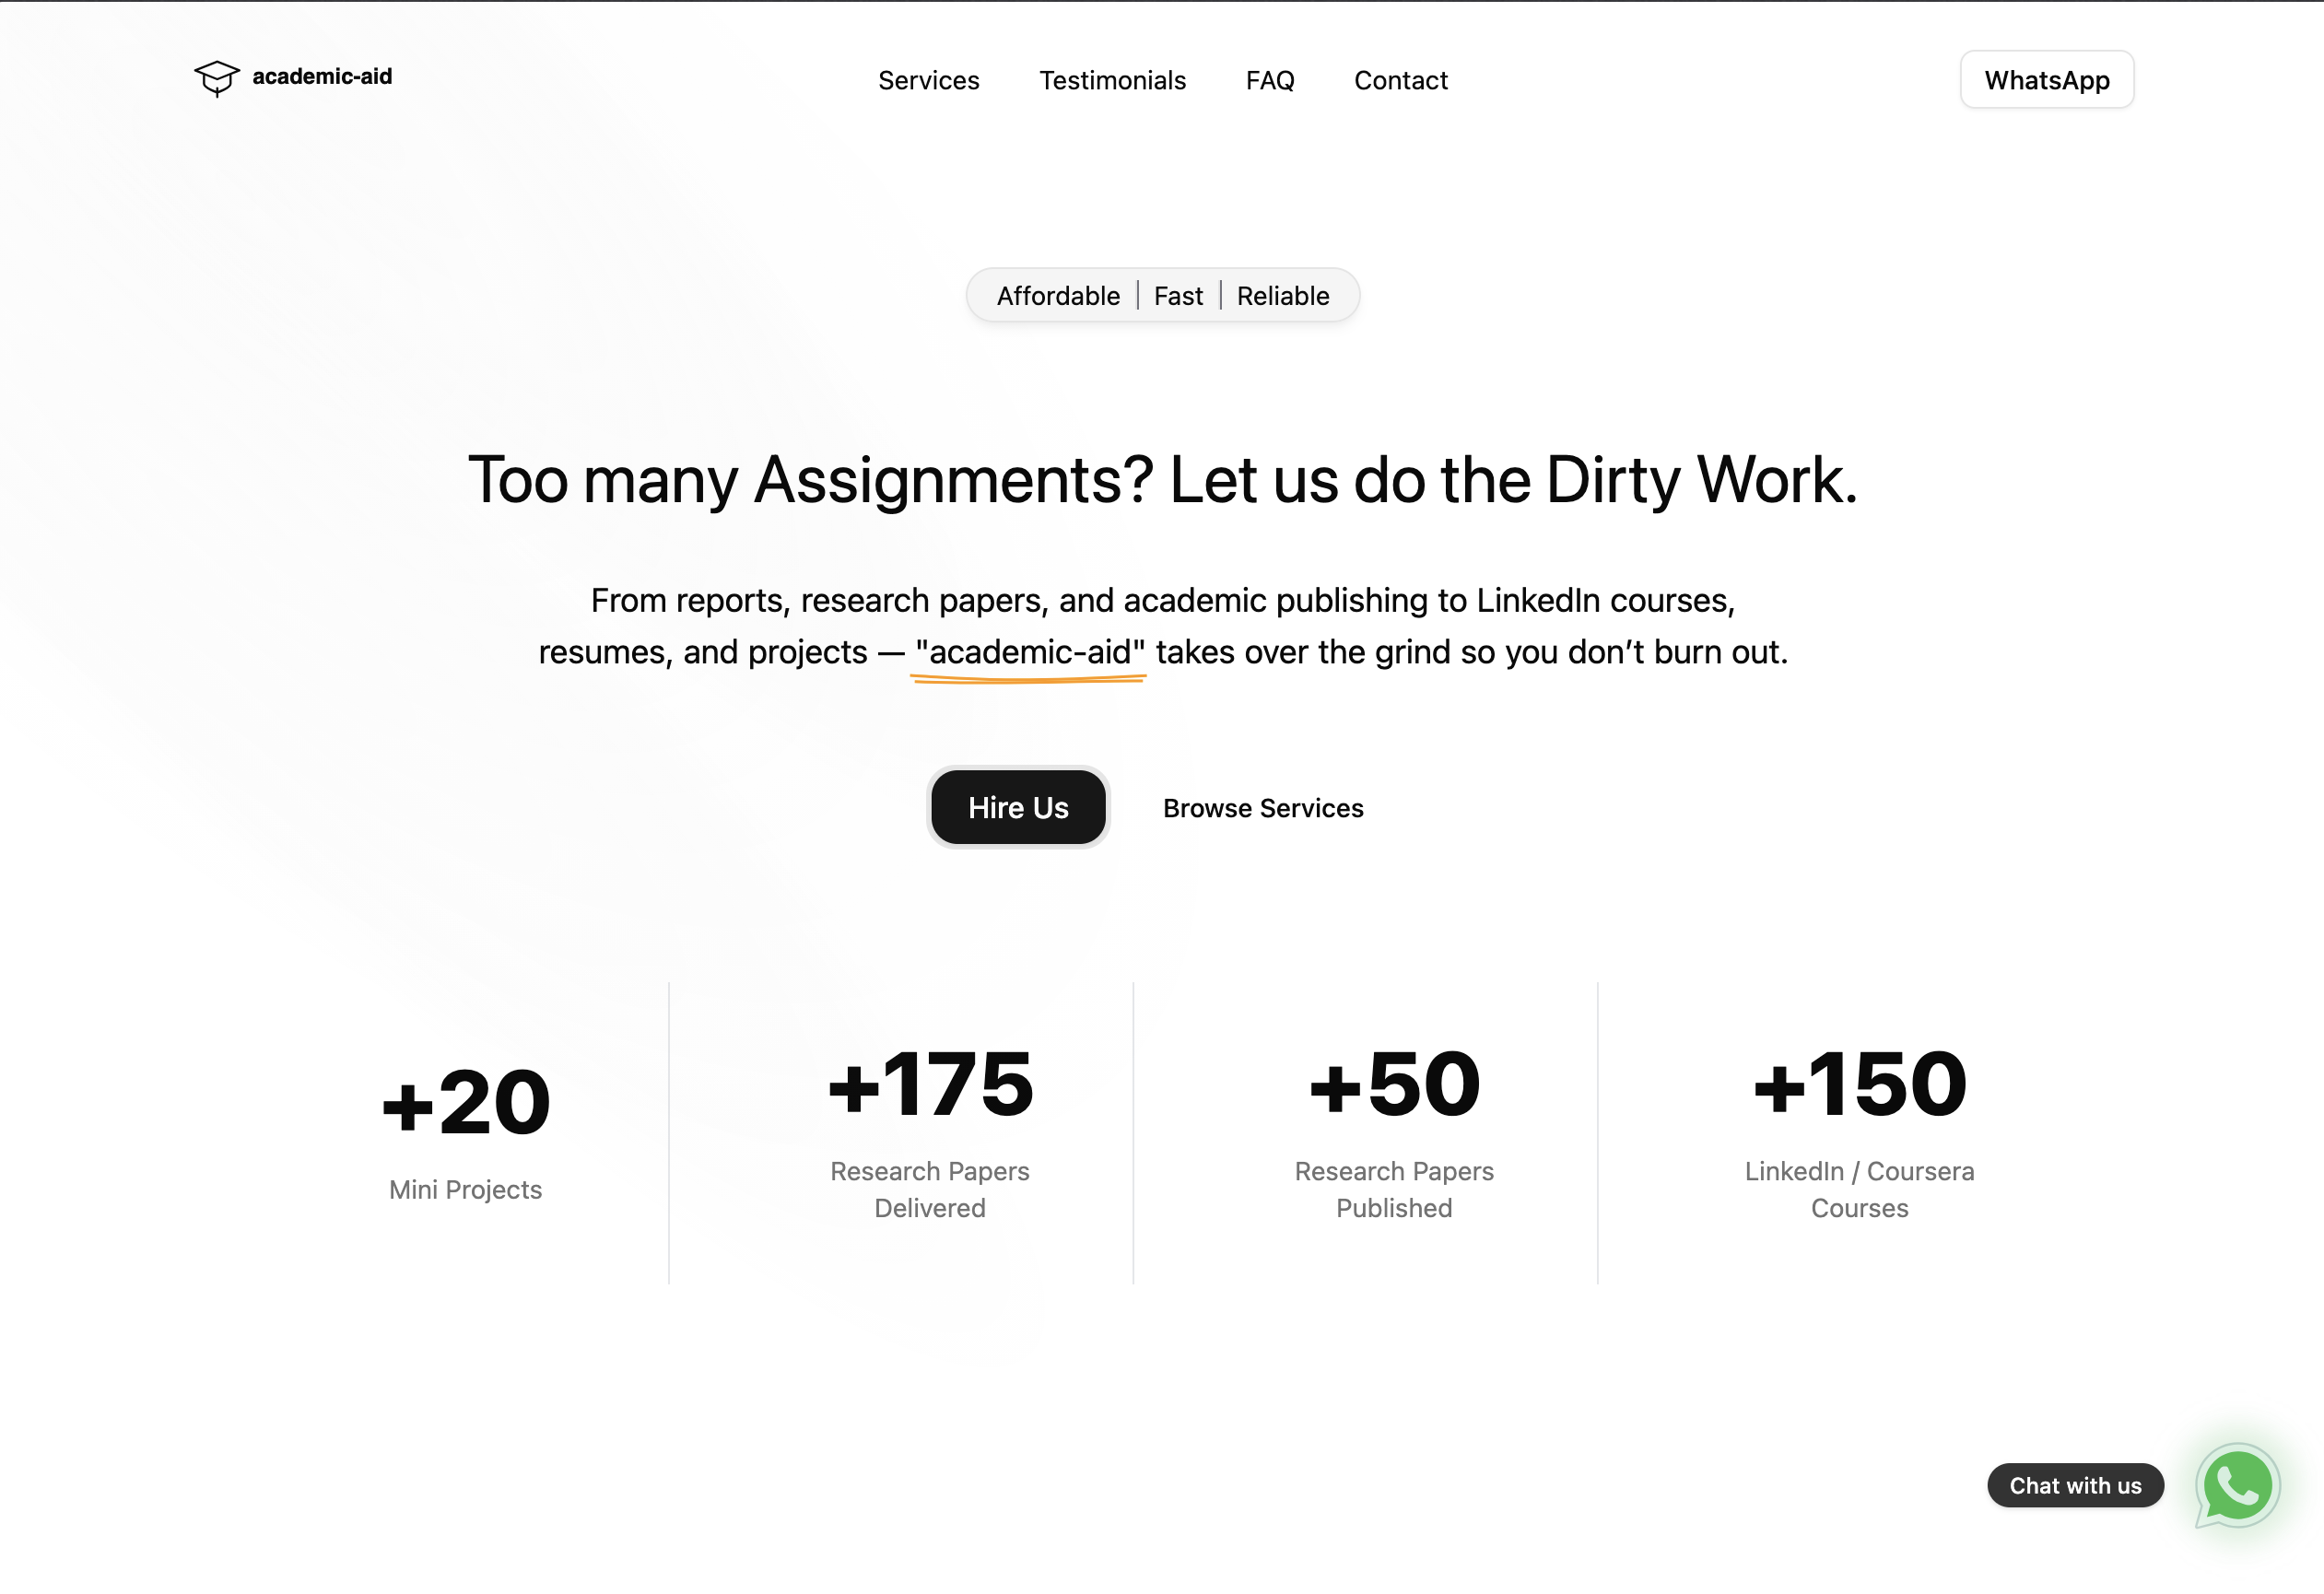 academic-aid
Services
Testimonials
FAQ
Contact
WhatsApp
Affordable | Fast | Reliable
Too many Assignments? Let us do the Dirty Work.
From reports, research papers, and academic publishing to LinkedIn courses,
resumes, and projects — "academic-aid" takes over the grind so you don’t burn out.
Hire Us
Browse Services
+20
Mini Projects
+175
Research Papers
Delivered
+50
Research Papers
Published
+150
LinkedIn / Coursera
Courses
Chat with us